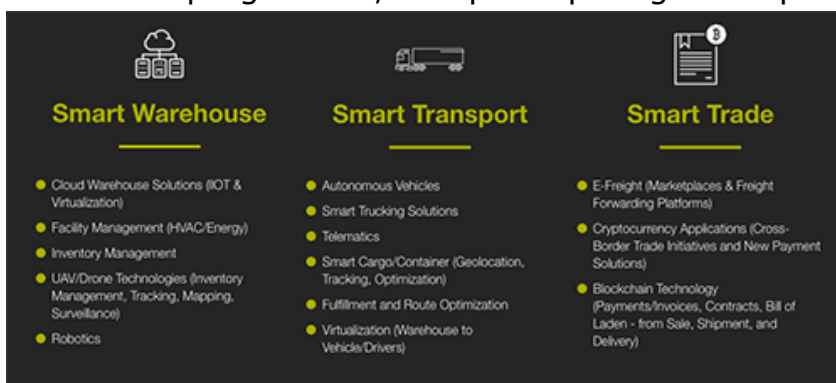 Smart Warehouse
Cloud Warehouse Solutions (IOT &
Virtualization)
Facility Management (HVAC/Energy)
Inventory Management
UAV/Drone Technologies (Inventory
Management, Tracking, Mapping,
Surveillance)
Robotics
Smart Transport
Autonomous Vehicles
Smart Trucking Solutions
Telematics
Smart Cargo/Container (Geolocation,
Tracking, Optimization)
Fulfillment and Route Optimization
Virtualization (Warehouse to
Vehicle/Drivers)
Smart Trade
E-Freight (Marketplaces & Freight
Forwarding Platforms)
Cryptocurrency Applications (Cross-
Border Trade Initiatives and New Payment
Solutions)
Blockchain Technology
(Payments/Invoices, Contracts, Bill of
Laden - from Sale, Shipment, and
Delivery)